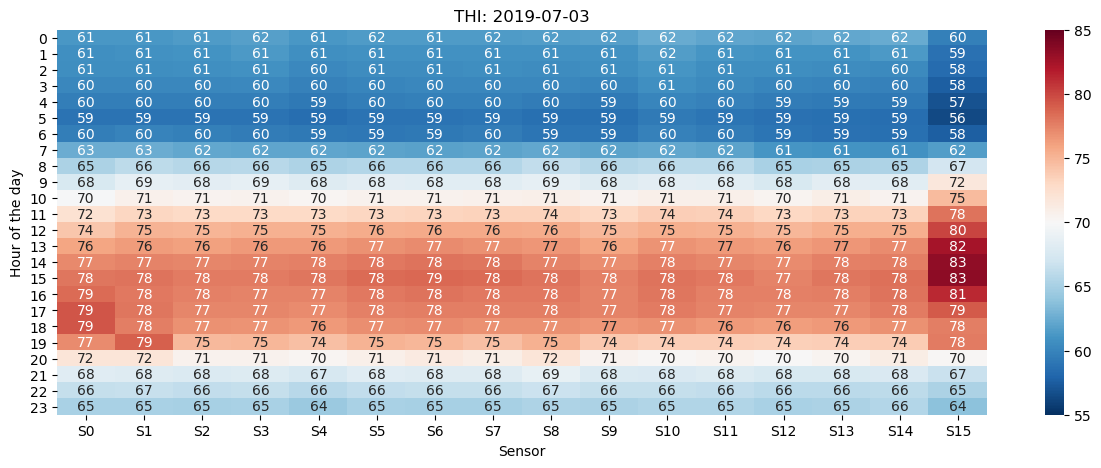 THI: 2019-07-03
0 61 61 61 62 61 62 61 62 62 62 62 62 62 62 62 60
1 61 61 61 61 61 61 61 61 61 61 62 61 61 61 61 59
2 61 61 61 61 60 61 61 61 61 61 61 61 61 61 60 58
3 60 60 60 60 60 60 60 60 60 60 61 60 60 60 60 58
4 60 60 60 60 59 60 60 60 60 59 60 60 59 59 59 57
5 59 59 59 59 59 59 59 59 59 59 59 59 59 59 59 56
6 60 60 60 60 59 59 59 60 59 59 60 60 59 59 59 58
7 63 63 62 62 62 62 62 62 62 62 62 62 61 61 61 62
8 65 66 66 66 65 66 66 66 66 66 66 66 65 65 65 67
9 68 69 68 69 68 68 68 68 69 68 68 68 68 68 68 72
10 70 71 71 71 70 71 71 71 71 71 71 71 70 71 71 75
11 72 73 73 73 73 73 73 73 74 73 74 74 73 73 73 78
12 74 75 75 75 75 76 76 76 76 75 75 75 75 75 75 80
13 76 76 76 76 76 77 77 77 77 76 77 77 76 77 77 82
14 77 77 77 77 78 78 78 78 77 77 78 77 77 78 78 83
15 78 78 78 78 78 78 79 78 78 78 78 78 77 78 78 83
16 79 78 78 77 77 78 78 78 78 77 78 78 78 78 78 81
17 79 78 77 77 77 78 78 78 78 77 78 77 77 77 78 79
18 79 78 77 77 76 77 77 77 77 77 77 76 76 76 77 78
19 77 79 75 75 74 75 75 75 75 74 74 74 74 74 74 78
20 72 72 71 71 70 71 71 71 72 71 70 70 70 70 71 70
21 68 68 68 68 67 68 68 68 69 68 68 68 68 68 68 67
22 66 67 66 66 66 66 66 66 67 66 66 66 66 66 66 65
23 65 65 65 65 64 65 65 65 65 65 65 65 65 65 66 64
S0 S1 S2 S3 S4 S5 S6 S7 S8 S9 S10 S11 S12 S13 S14 S15
Sensor
Hour of the day
85
80
75
70
65
60
55